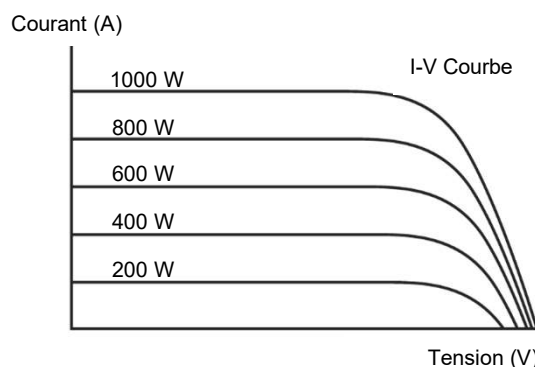 Courant (A)
I-V Courbe
1000 W
800 W
600 W
400 W
200 W
Tension (V)